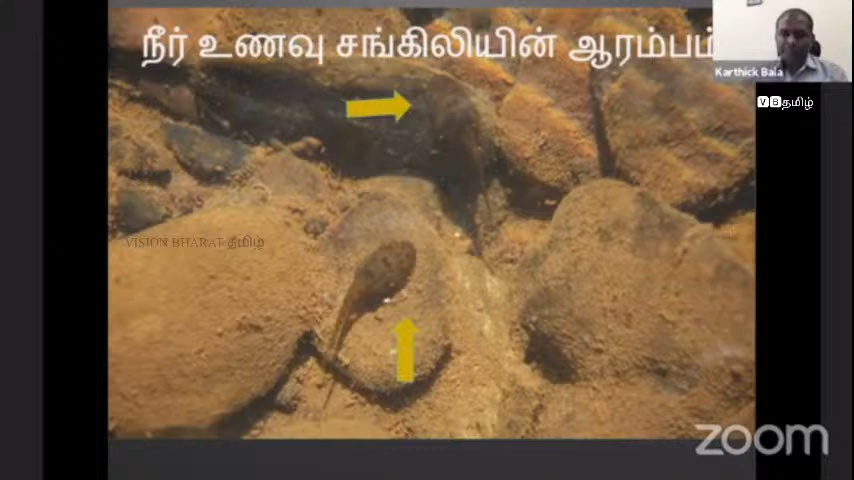 நீர் உணவு சங்கிலியின் ஆரம்பம்
Karthick Bala
VBதமிழ்
VISION BHARAT தமிழ்
zoom